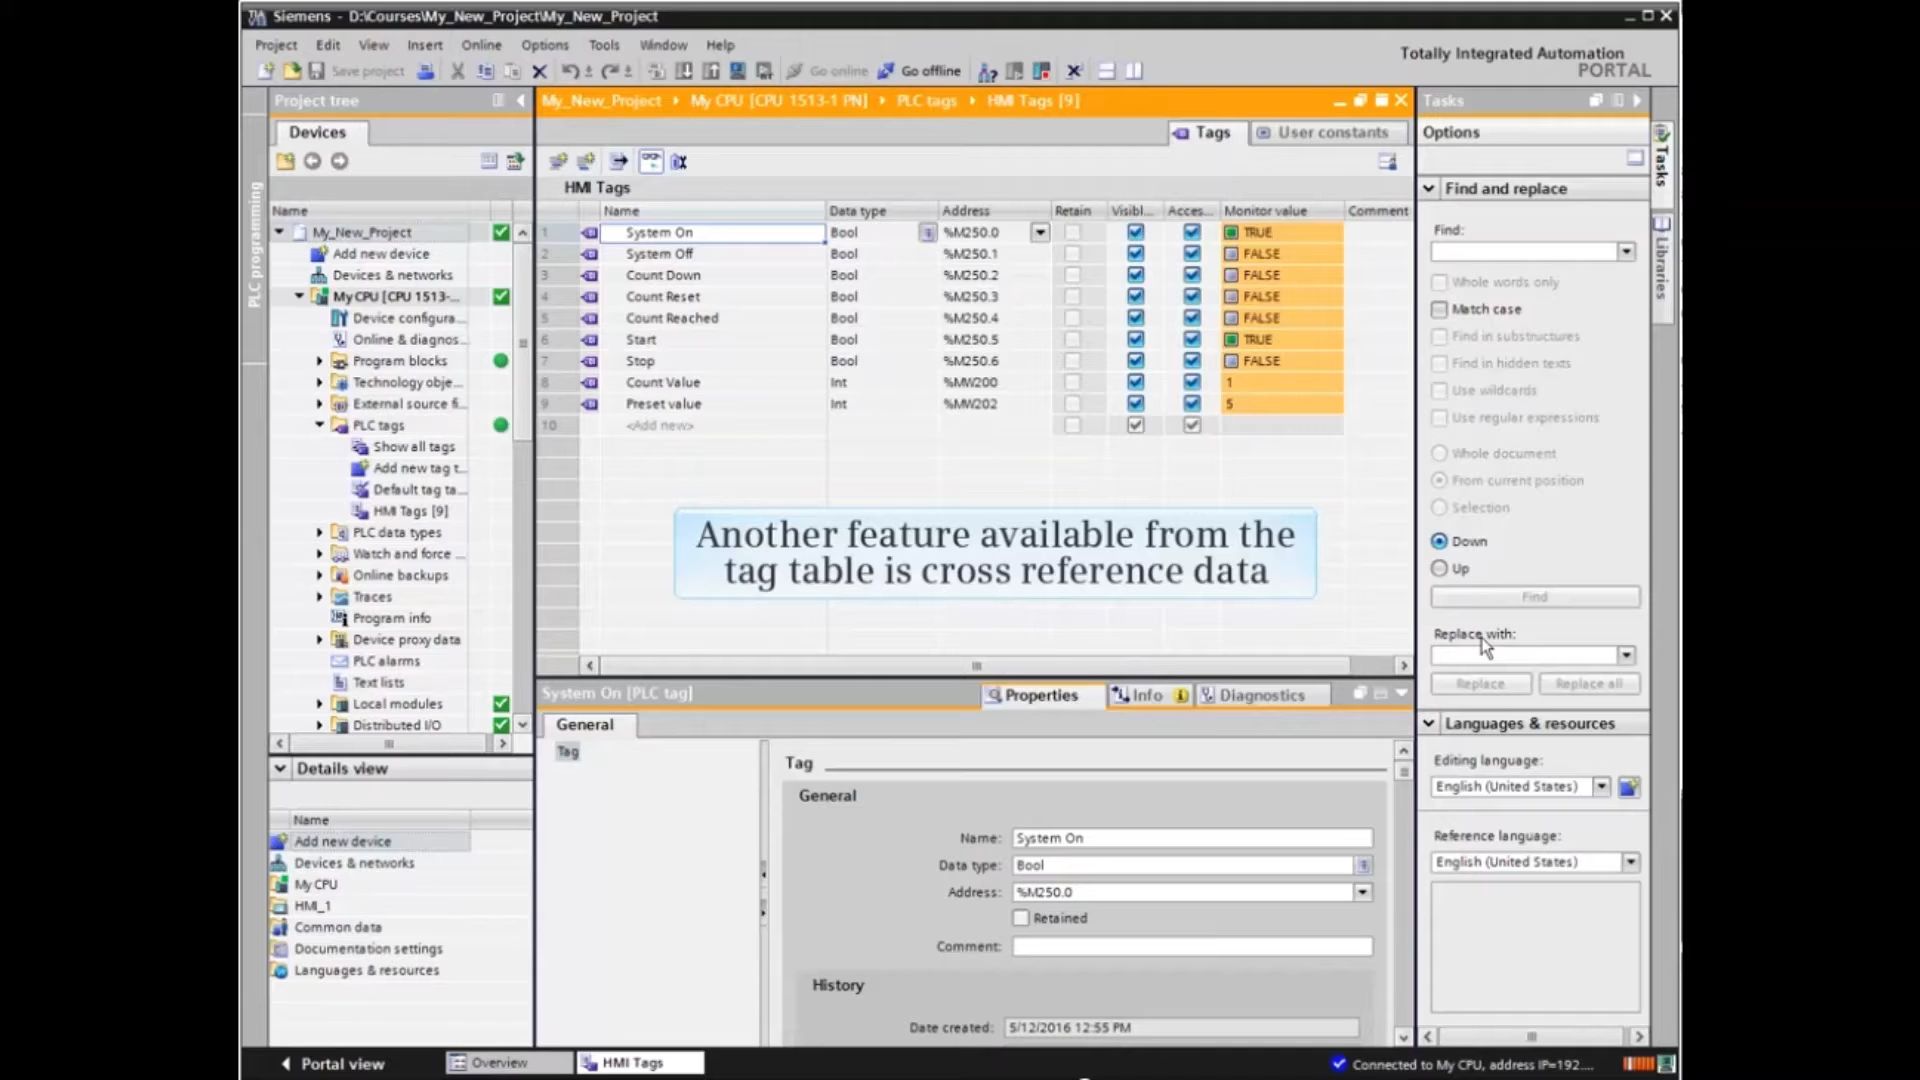 Siemens - D:\Courses\My_New_Project\My_New_Project
Project Edit View Insert Online Options Tools Window Help
Totally Integrated Automation
PORTAL
Save project
Go online
Go offline
Project tree
Devices
PLC programming
Name
My_New_Project
Add new device
Devices & networks
My CPU [CPU 1513-...
Device configura...
Online & diagnos...
Program blocks
Technology obje...
External source fi...
PLC tags
Show all tags
Add new tag t...
Default tag ta...
HMI Tags [9]
PLC data types
Watch and force ...
Online backups
Traces
Program info
Device proxy data
PLC alarms
Text lists
Local modules
Distributed I/O
Details view
Name
Add new device
Devices & networks
My CPU
HMI_1
Common data
Documentation settings
Languages & resources
My_New_Project My CPU [CPU 1513-1 PN] PLC tags HMI Tags [9]
Tags
User constants
HMI Tags
Name Data type Address Retain Visibl... Acces... Monitor value Comment
1 System On Bool %M250.0 TRUE
2 System Off Bool %M250.1 FALSE
3 Count Down Bool %M250.2 FALSE
4 Count Reset Bool %M250.3 FALSE
5 Count Reached Bool %M250.4 FALSE
6 Start Bool %M250.5 TRUE
7 Stop Bool %M250.6 FALSE
8 Count Value Int %MW200 1
9 Preset value Int %MW202 5
10 <Add new>
Another feature available from the
tag table is cross reference data
System On [PLC tag]
Properties
Info
Diagnostics
General
Tag
Tag
General
Name: System On
Data type: Bool
Address: %M250.0
Retained
Comment:
History
Date created: 5/12/2016 12:55 PM
Tasks
Options
Find and replace
Find:
Whole words only
Match case
Find in substructures
Find in hidden texts
Use wildcards
Use regular expressions
Whole document
From current position
Selection
Down
Up
Find
Replace with:
Replace
Replace all
Languages & resources
Editing language:
English (United States)
Reference language:
English (United States)
Tasks
Libraries
Portal view
Overview
HMI Tags
Connected to My CPU, address IP=192....